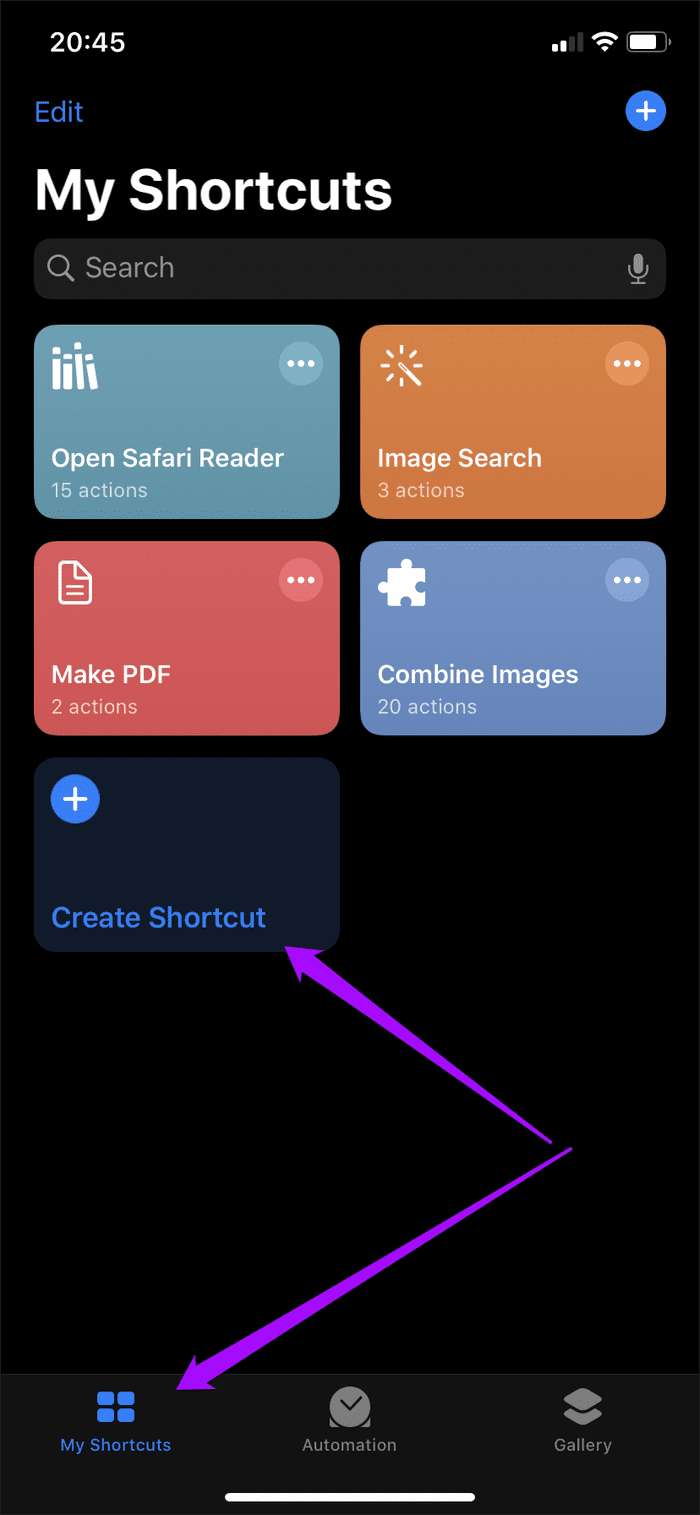 20:45
Edit
My Shortcuts
Search
Open Safari Reader
15 actions
Image Search
3 actions
Make PDF
2 actions
Combine Images
20 actions
Create Shortcut
My Shortcuts
Automation
Gallery